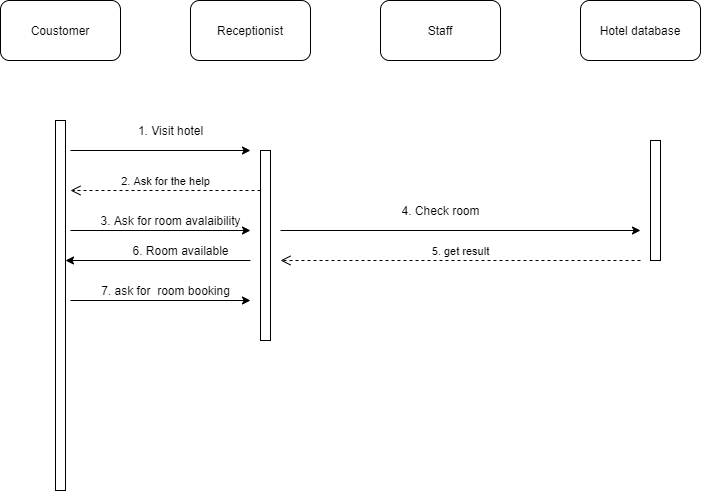 Coustomer
Receptionist
Staff
Hotel database
1. Visit hotel
2. Ask for the help
3. Ask for room avalaibility
4. Check room
6. Room available
5. get result
7. ask for  room booking